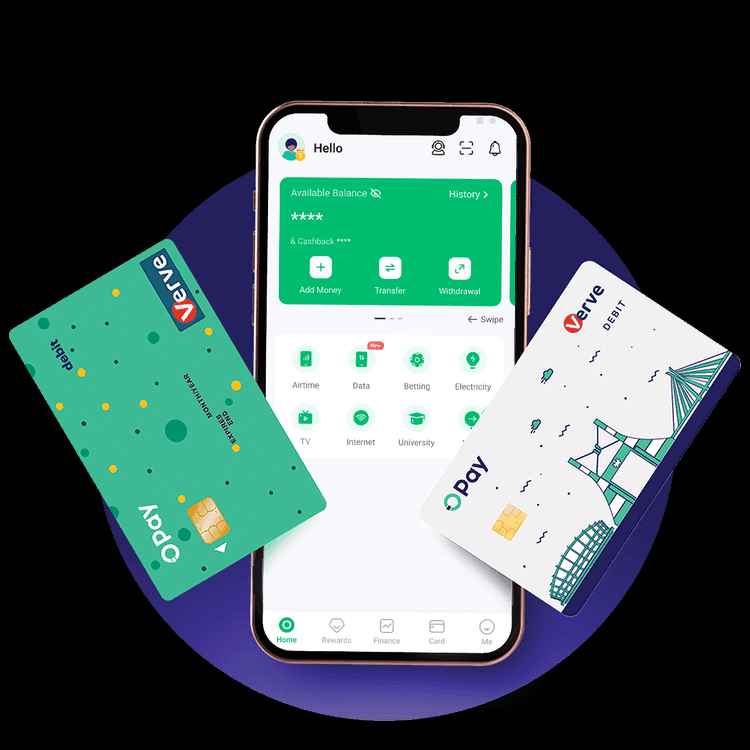 Hello
Available Balance
History >
****
& Cashback ****
Add Money
Transfer
Withdrawal
Swipe
New
Airtime
Data
Betting
Electricity
TV
Internet
University
Home
Rewards
Finance
Card
Me
Verve
debit
EXPIRES
END
MONTH/YEAR
OPay
Verve
DEBIT
OPay